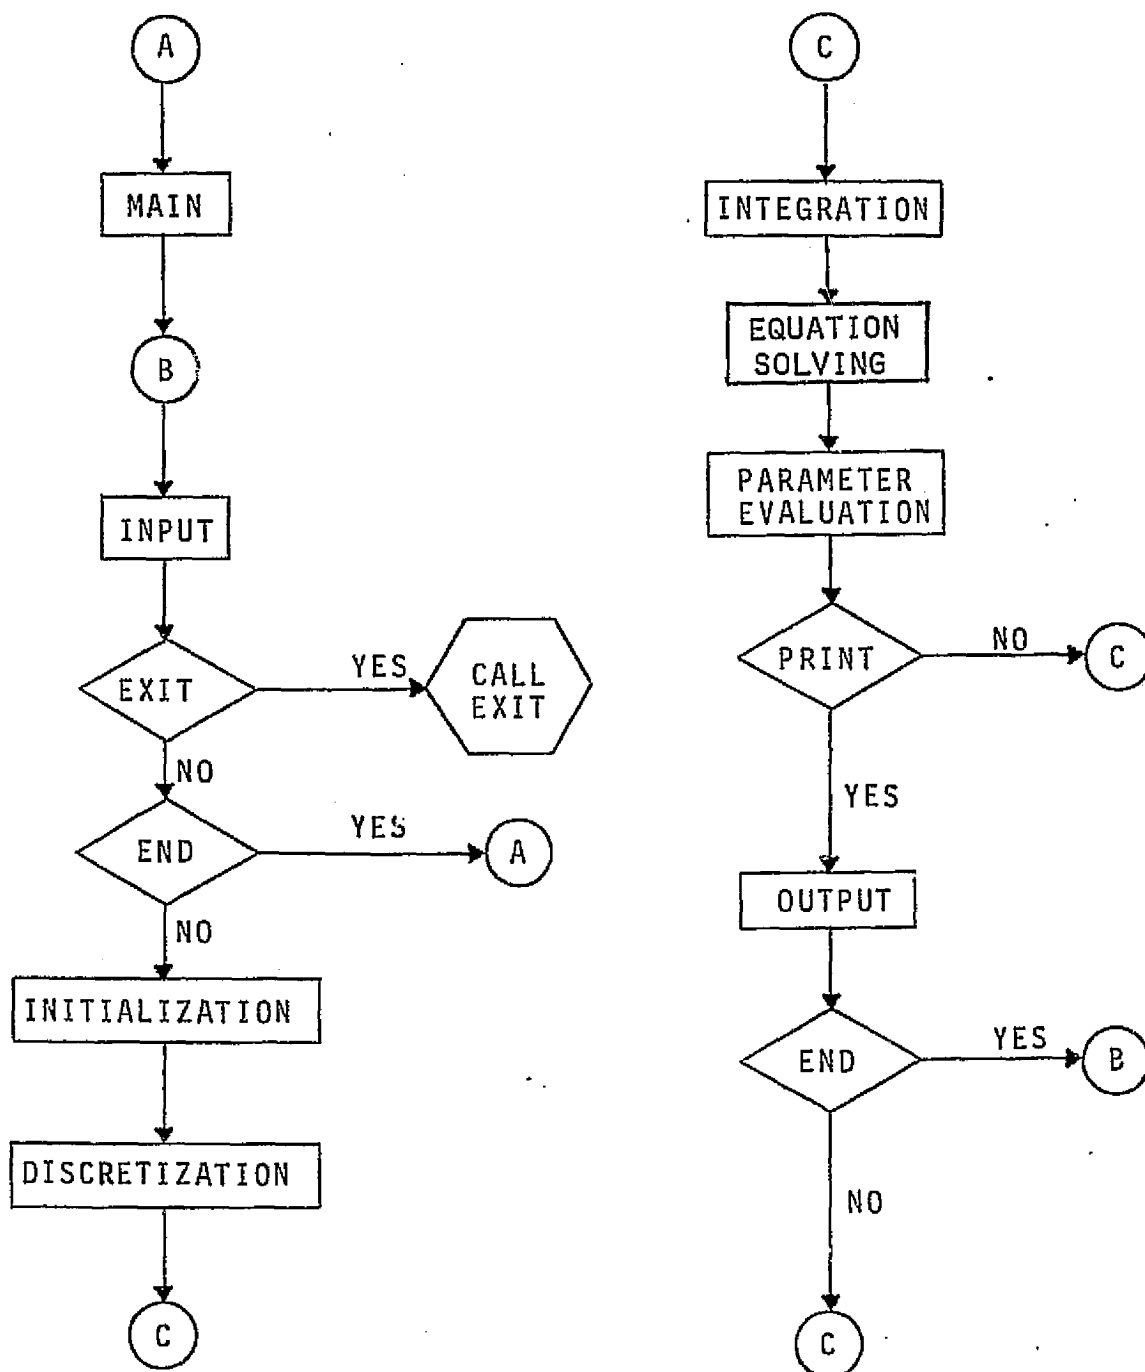 A
MAIN
B
INPUT
EXIT
YES
CALL
EXIT
NO
END
YES
A
NO
INITIALIZATION
DISCRETIZATION
C
C
INTEGRATION
EQUATION
SOLVING
PARAMETER
EVALUATION
PRINT
NO
C
YES
OUTPUT
END
YES
B
NO
C